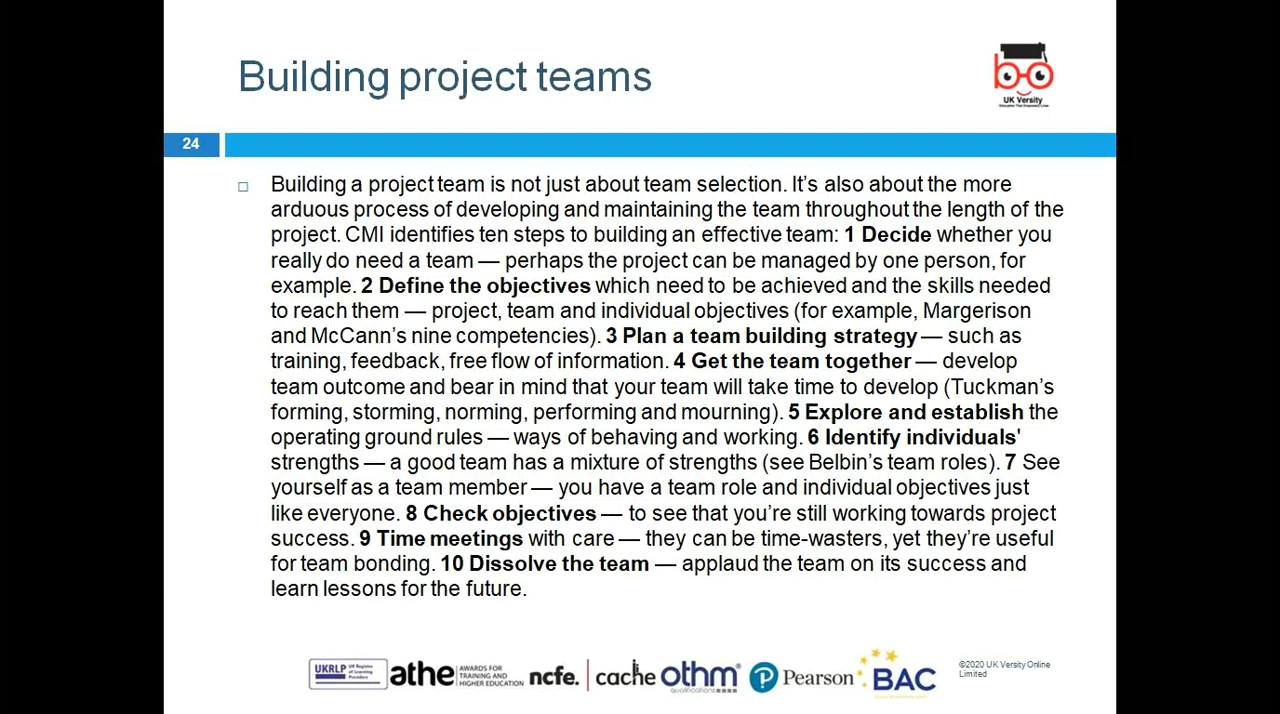 Building project teams
UK Versity
24
Building a project team is not just about team selection. It’s also about the more
arduous process of developing and maintaining the team throughout the length of the
project. CMI identifies ten steps to building an effective team: 1 Decide whether you
really do need a team — perhaps the project can be managed by one person, for
example. 2 Define the objectives which need to be achieved and the skills needed
to reach them — project, team and individual objectives (for example, Margerison
and McCann’s nine competencies). 3 Plan a team building strategy — such as
training, feedback, free flow of information. 4 Get the team together — develop
team outcome and bear in mind that your team will take time to develop (Tuckman’s
forming, storming, norming, performing and mourning). 5 Explore and establish the
operating ground rules — ways of behaving and working. 6 Identify individuals'
strengths — a good team has a mixture of strengths (see Belbin’s team roles). 7 See
yourself as a team member — you have a team role and individual objectives just
like everyone. 8 Check objectives — to see that you’re still working towards project
success. 9 Time meetings with care — they can be time-wasters, yet they’re useful
for team bonding. 10 Dissolve the team — applaud the team on its success and
learn lessons for the future.
UKRLP
UK Register
of Learning
athe
AWARDS FOR
TRAINING AND
HIGHER EDUCATION
ncfe.
cache
othm
qualifications
Pearson
BAC
©2020 UK Versity Online
Limited